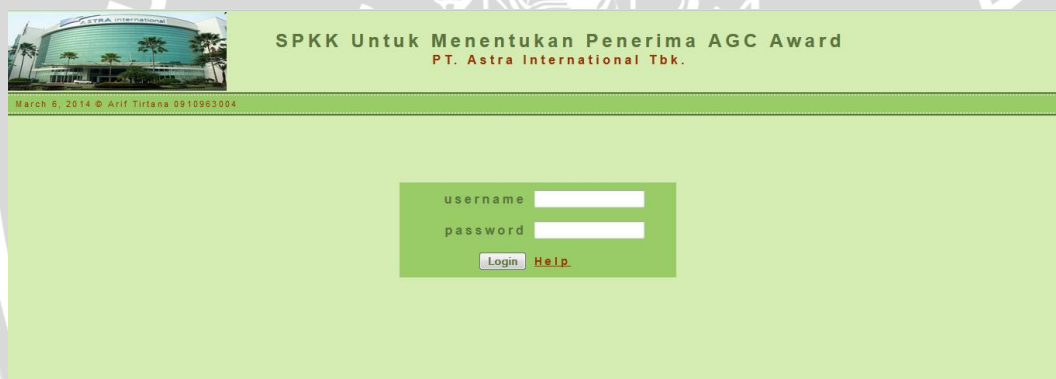 ASTRA International
SPKK Untuk Menentukan Penerima AGC Award
PT. Astra International Tbk.
March 6, 2014 © Arif Tirtana 0910963004
username
password
Login Help